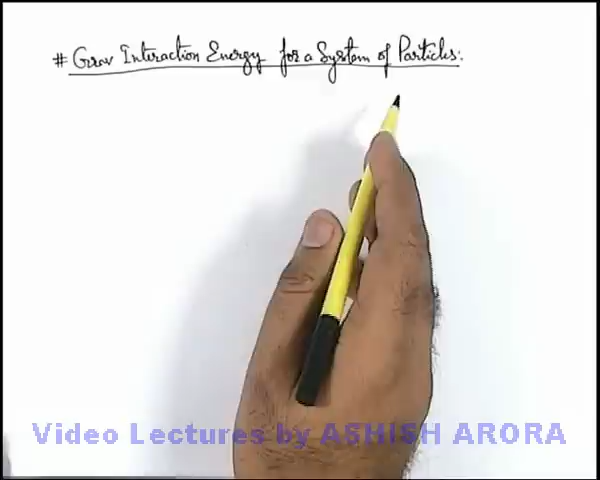 # Grav Interaction Energy for a System of Particles:
Video Lectures by ASHISH ARORA